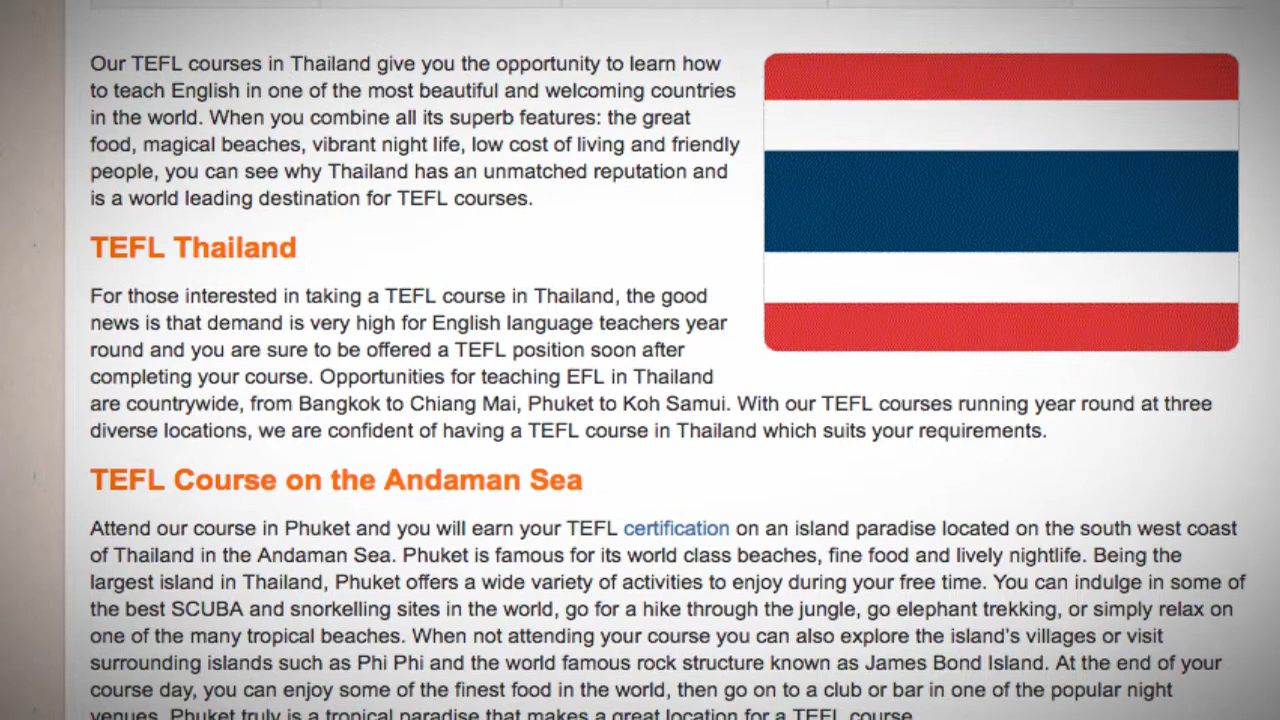 Our TEFL courses in Thailand give you the opportunity to learn how
to teach English in one of the most beautiful and welcoming countries
in the world. When you combine all its superb features: the great
food, magical beaches, vibrant night life, low cost of living and friendly
people, you can see why Thailand has an unmatched reputation and
is a world leading destination for TEFL courses.
TEFL Thailand
For those interested in taking a TEFL course in Thailand, the good
news is that demand is very high for English language teachers year
round and you are sure to be offered a TEFL position soon after
completing your course. Opportunities for teaching EFL in Thailand
are countrywide, from Bangkok to Chiang Mai, Phuket to Koh Samui. With our TEFL courses running year round at three
diverse locations, we are confident of having a TEFL course in Thailand which suits your requirements.
TEFL Course on the Andaman Sea
Attend our course in Phuket and you will earn your TEFL certification on an island paradise located on the south west coast
of Thailand in the Andaman Sea. Phuket is famous for its world class beaches, fine food and lively nightlife. Being the
largest island in Thailand, Phuket offers a wide variety of activities to enjoy during your free time. You can indulge in some of
the best SCUBA and snorkelling sites in the world, go for a hike through the jungle, go elephant trekking, or simply relax on
one of the many tropical beaches. When not attending your course you can also explore the island's villages or visit
surrounding islands such as Phi Phi and the world famous rock structure known as James Bond Island. At the end of your
course day, you can enjoy some of the finest food in the world, then go on to a club or bar in one of the popular night
venues. Phuket truly is a tropical paradise that makes a great location for a TEFL course.